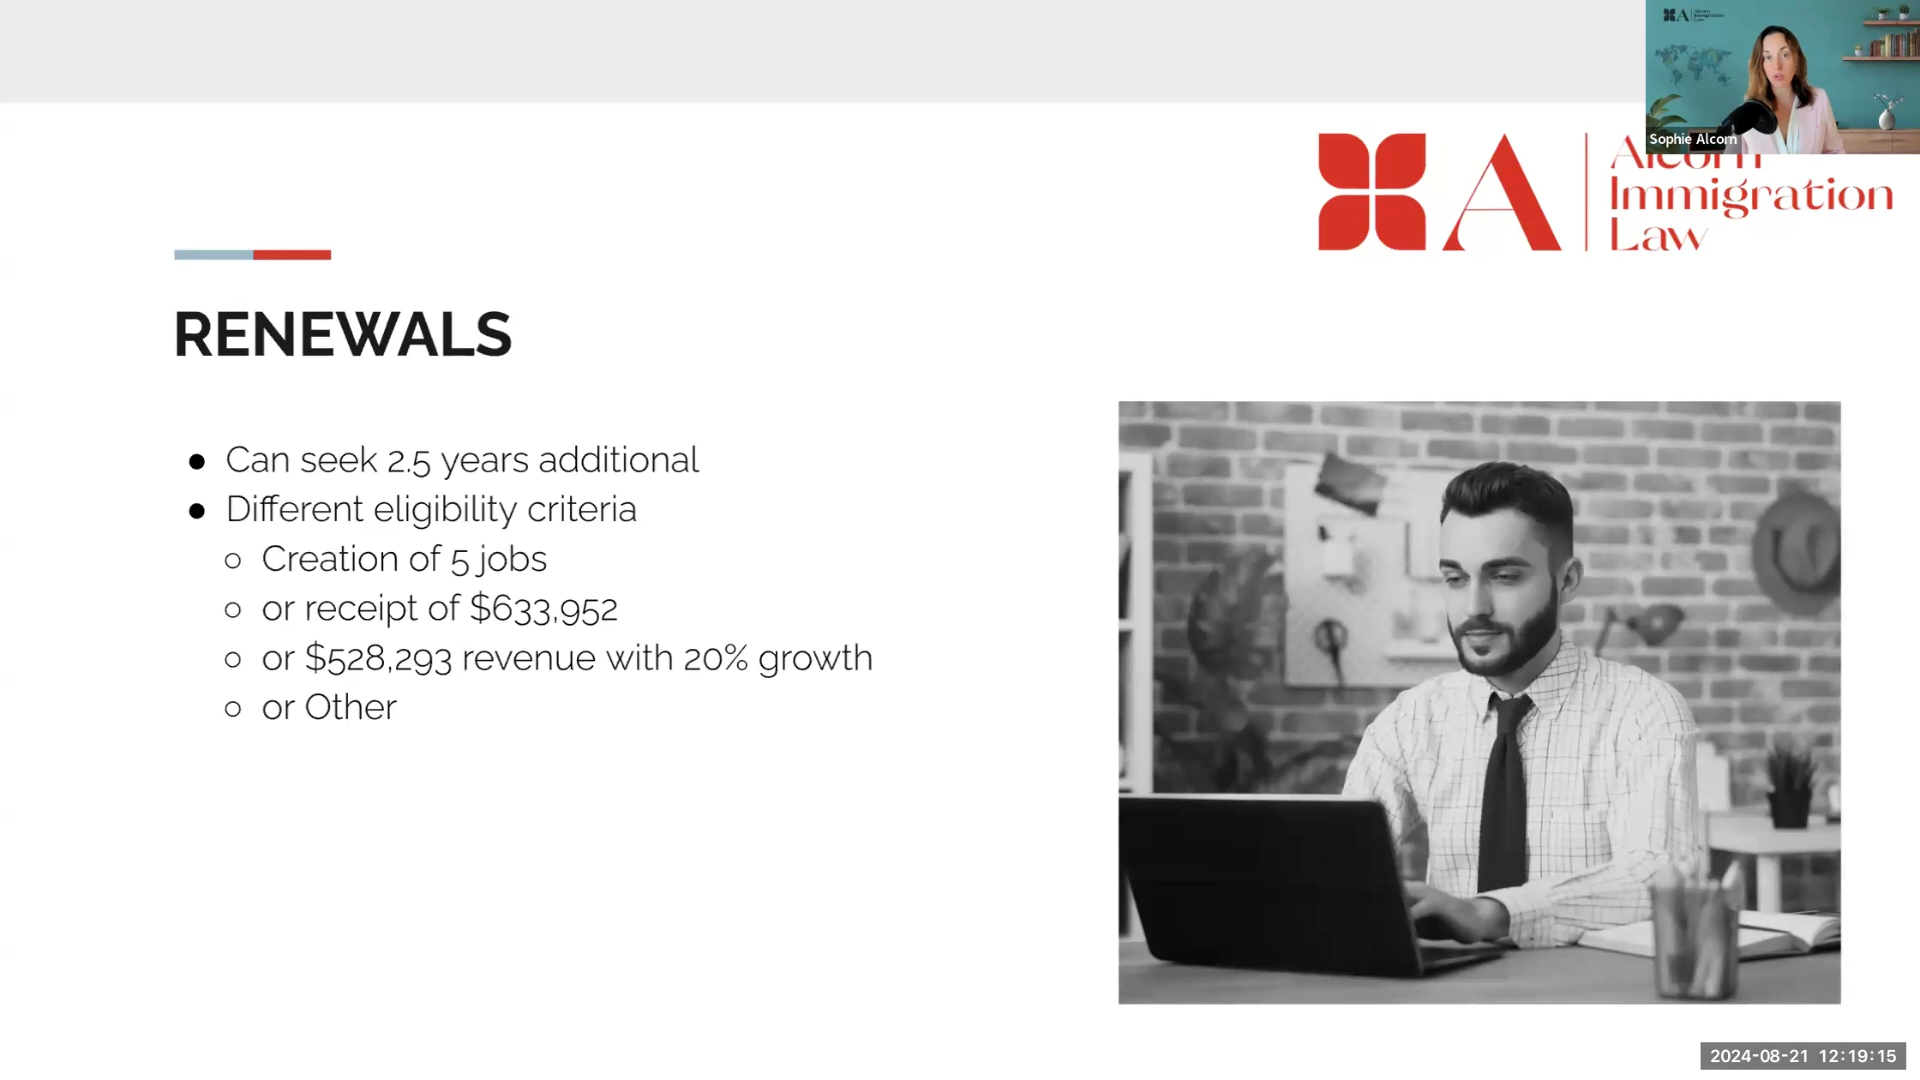 Sophie Alcorn
A
Alcorn
Immigration
Law
RENEWALS
● Can seek 2.5 years additional
● Different eligibility criteria
○ Creation of 5 jobs
○ or receipt of $633,952
○ or $528,293 revenue with 20% growth
○ or Other
2024-08-21 12:19:15